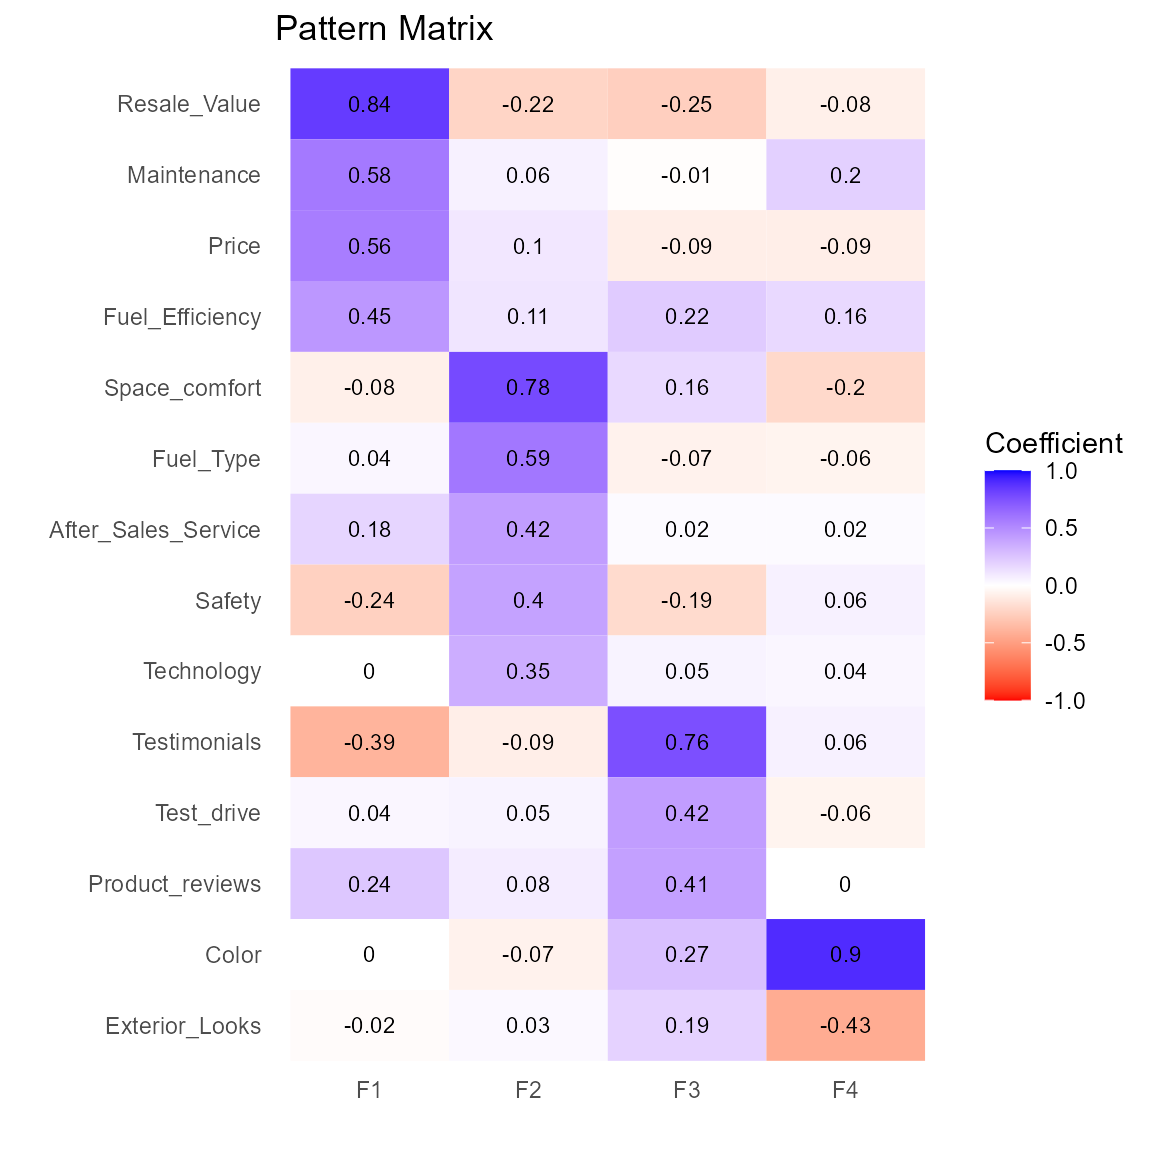 Pattern Matrix
Resale_Value 0.84 -0.22 -0.25 -0.08
Maintenance 0.58 0.06 -0.01 0.2
Price 0.56 0.1 -0.09 -0.09
Fuel_Efficiency 0.45 0.11 0.22 0.16
Space_comfort -0.08 0.78 0.16 -0.2
Fuel_Type 0.04 0.59 -0.07 -0.06
After_Sales_Service 0.18 0.42 0.02 0.02
Safety -0.24 0.4 -0.19 0.06
Technology 0 0.35 0.05 0.04
Testimonials -0.39 -0.09 0.76 0.06
Test_drive 0.04 0.05 0.42 -0.06
Product_reviews 0.24 0.08 0.41 0
Color 0 -0.07 0.27 0.9
Exterior_Looks -0.02 0.03 0.19 -0.43
F1 F2 F3 F4
Coefficient
1.0
0.5
0.0
-0.5
-1.0